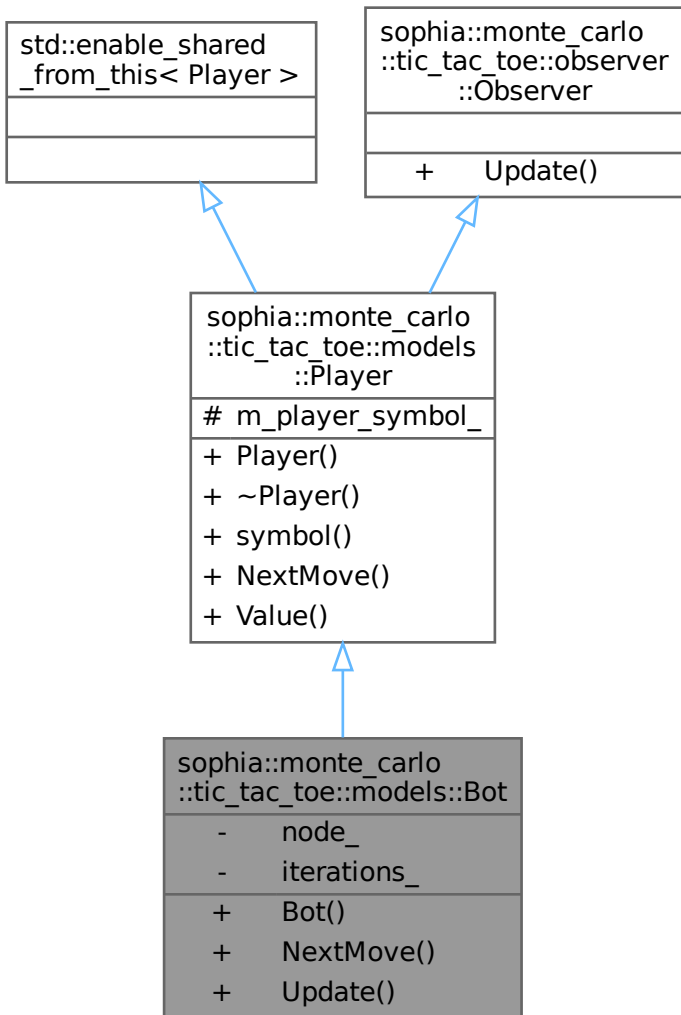 std::enable_shared
_from_this< Player >
sophia::monte_carlo
::tic_tac_toe::observer
::Observer
+ Update()
sophia::monte_carlo
::tic_tac_toe::models
::Player
# m_player_symbol_
+ Player()
+ ~Player()
+ symbol()
+ NextMove()
+ Value()
sophia::monte_carlo
::tic_tac_toe::models::Bot
- node_
- iterations_
+ Bot()
+ NextMove()
+ Update()